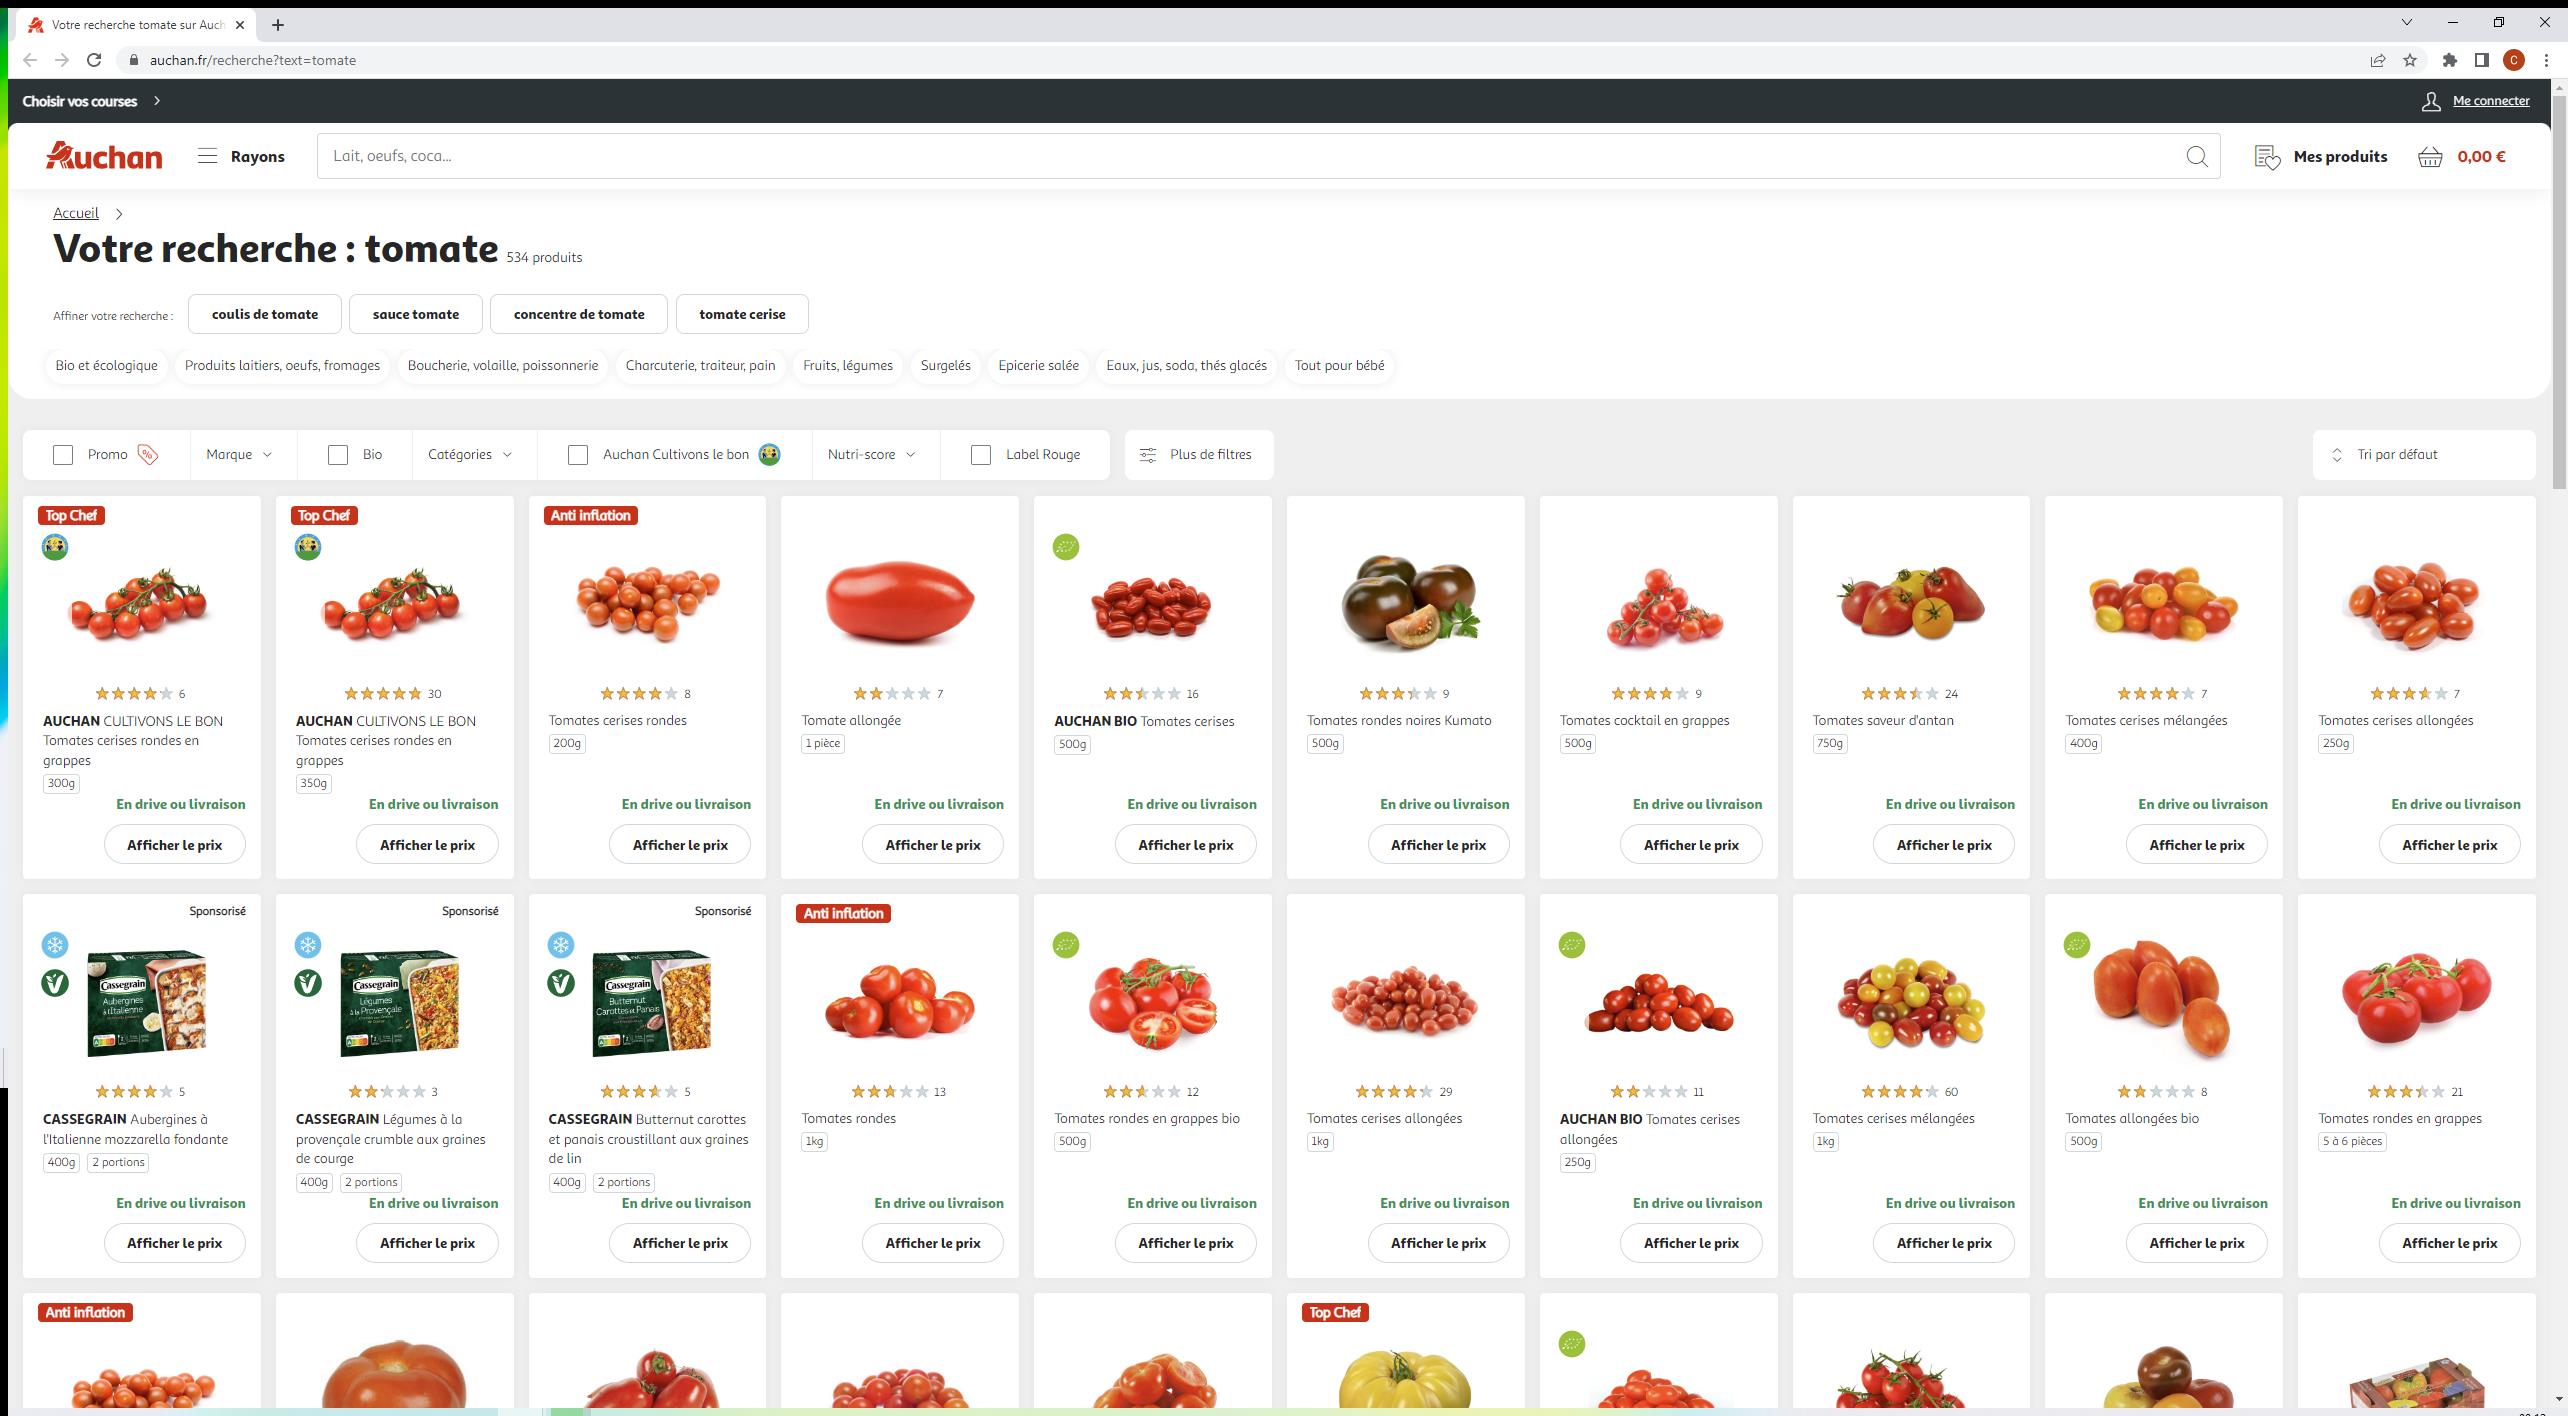 Votre recherche tomate sur Auch
auchan.fr/recherche?text=tomate
C
Choisir vos courses
Me connecter
Auchan
Rayons
Lait, oeufs, coca...
Mes produits
0,00 €
Accueil
Votre recherche : tomate 534 produits
Affiner votre recherche :
coulis de tomate
sauce tomate
concentre de tomate
tomate cerise
Bio et écologique
Produits laitiers, oeufs, fromages
Boucherie, volaille, poissonnerie
Charcuterie, traiteur, pain
Fruits, légumes
Surgelés
Epicerie salée
Eaux, jus, soda, thés glacés
Tout pour bébé
Promo
Marque
Bio
Catégories
Auchan Cultivons le bon
Nutri-score
Label Rouge
Plus de filtres
Tri par défaut
Top Chef
6
AUCHAN CULTIVONS LE BON
Tomates cerises rondes en
grappes
300g
En drive ou livraison
Afficher le prix
Top Chef
30
AUCHAN CULTIVONS LE BON
Tomates cerises rondes en
grappes
350g
En drive ou livraison
Afficher le prix
Anti inflation
8
Tomates cerises rondes
200g
En drive ou livraison
Afficher le prix
7
Tomate allongée
1 pièce
En drive ou livraison
Afficher le prix
16
AUCHAN BIO Tomates cerises
500g
En drive ou livraison
Afficher le prix
9
Tomates rondes noires Kumato
500g
En drive ou livraison
Afficher le prix
9
Tomates cocktail en grappes
500g
En drive ou livraison
Afficher le prix
24
Tomates saveur d'antan
750g
En drive ou livraison
Afficher le prix
7
Tomates cerises mélangées
400g
En drive ou livraison
Afficher le prix
7
Tomates cerises allongées
250g
En drive ou livraison
Afficher le prix
Sponsorisé
Cassegrain
Aubergines
à l'Italienne
5
CASSEGRAIN Aubergines à
l'Italienne mozzarella fondante
400g
2 portions
En drive ou livraison
Afficher le prix
Sponsorisé
Cassegrain
Légumes
à la Provençale
3
CASSEGRAIN Légumes à la
provençale crumble aux graines
de courge
400g
2 portions
En drive ou livraison
Afficher le prix
Sponsorisé
Cassegrain
Butternut
Carottes et Panais
5
CASSEGRAIN Butternut carottes
et panais croustillant aux graines
de lin
400g
2 portions
En drive ou livraison
Afficher le prix
Anti inflation
13
Tomates rondes
1kg
En drive ou livraison
Afficher le prix
12
Tomates rondes en grappes bio
500g
En drive ou livraison
Afficher le prix
29
Tomates cerises allongées
1kg
En drive ou livraison
Afficher le prix
11
AUCHAN BIO Tomates cerises
allongées
250g
En drive ou livraison
Afficher le prix
60
Tomates cerises mélangées
1kg
En drive ou livraison
Afficher le prix
8
Tomates allongées bio
500g
En drive ou livraison
Afficher le prix
21
Tomates rondes en grappes
5 à 6 pièces
En drive ou livraison
Afficher le prix
Anti inflation
Top Chef